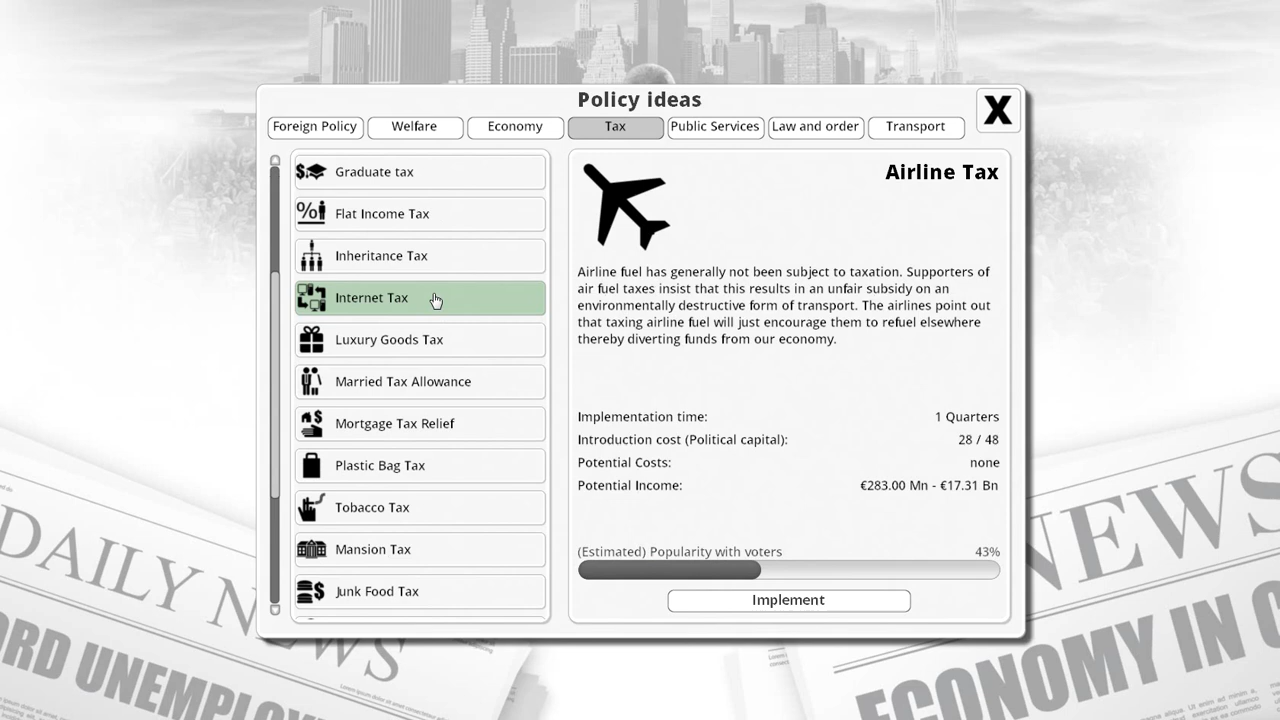 Policy ideas
X
Foreign Policy
Welfare
Economy
Tax
Public Services
Law and order
Transport
Graduate tax
Flat Income Tax
Inheritance Tax
Internet Tax
Luxury Goods Tax
Married Tax Allowance
Mortgage Tax Relief
Plastic Bag Tax
Tobacco Tax
Mansion Tax
Junk Food Tax
Airline Tax
Airline fuel has generally not been subject to taxation. Supporters of
air fuel taxes insist that this results in an unfair subsidy on an
environmentally destructive form of transport. The airlines point out
that taxing airline fuel will just encourage them to refuel elsewhere
thereby diverting funds from our economy.
Implementation time: 1 Quarters
Introduction cost (Political capital): 28 / 48
Potential Costs: none
Potential Income: €283.00 Mn - €17.31 Bn
(Estimated) Popularity with voters 43%
Implement
DAILY N
NEWS
NEWS
ORD UNEMPLO
ECONOMY IN C